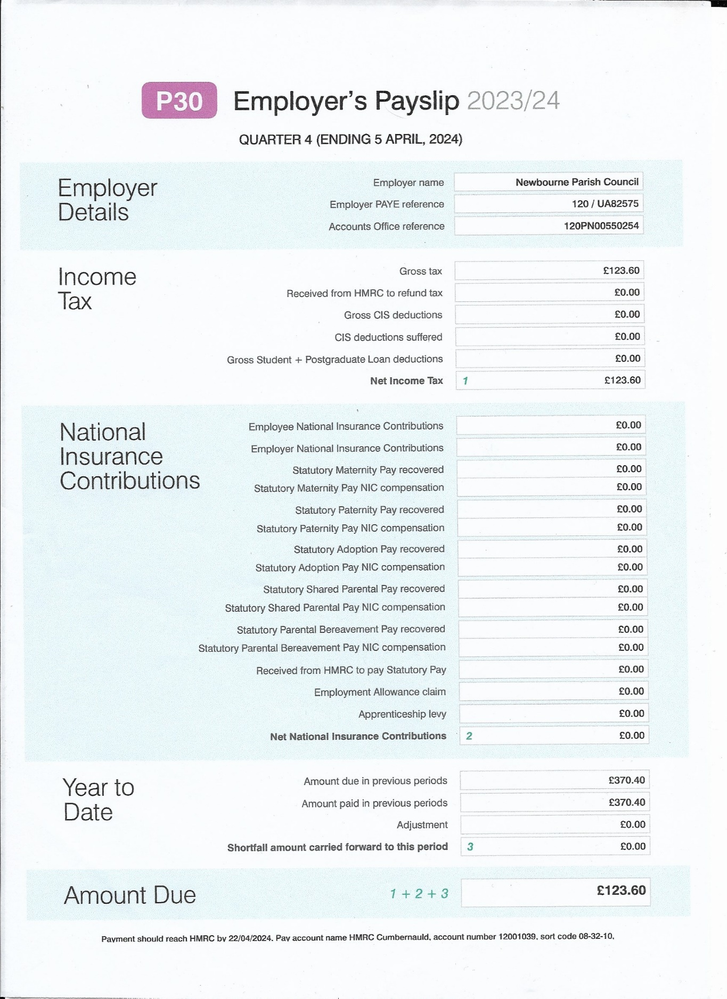 P30 Employer's Payslip 2023/24
QUARTER 4 (ENDING 5 APRIL, 2024)
Employer
Details
Employer name Newbourne Parish Council
Employer PAYE reference 120 / UA82575
Accounts Office reference 120PN00550254
Income
Tax
Gross tax £123.60
Received from HMRC to refund tax £0.00
Gross CIS deductions £0.00
CIS deductions suffered £0.00
Gross Student + Postgraduate Loan deductions £0.00
Net Income Tax 1 £123.60
National
Insurance
Contributions
Employee National Insurance Contributions £0.00
Employer National Insurance Contributions £0.00
Statutory Maternity Pay recovered £0.00
Statutory Maternity Pay NIC compensation £0.00
Statutory Paternity Pay recovered £0.00
Statutory Paternity Pay NIC compensation £0.00
Statutory Adoption Pay recovered £0.00
Statutory Adoption Pay NIC compensation £0.00
Statutory Shared Parental Pay recovered £0.00
Statutory Shared Parental Pay NIC compensation £0.00
Statutory Parental Bereavement Pay recovered £0.00
Statutory Parental Bereavement Pay NIC compensation £0.00
Received from HMRC to pay Statutory Pay £0.00
Employment Allowance claim £0.00
Apprenticeship levy £0.00
Net National Insurance Contributions 2 £0.00
Year to
Date
Amount due in previous periods £370.40
Amount paid in previous periods £370.40
Adjustment £0.00
Shortfall amount carried forward to this period 3 £0.00
Amount Due 1 + 2 + 3 £123.60
Payment should reach HMRC by 22/04/2024. Pay account name HMRC Cumbernauld, account number 12001039, sort code 08-32-10.